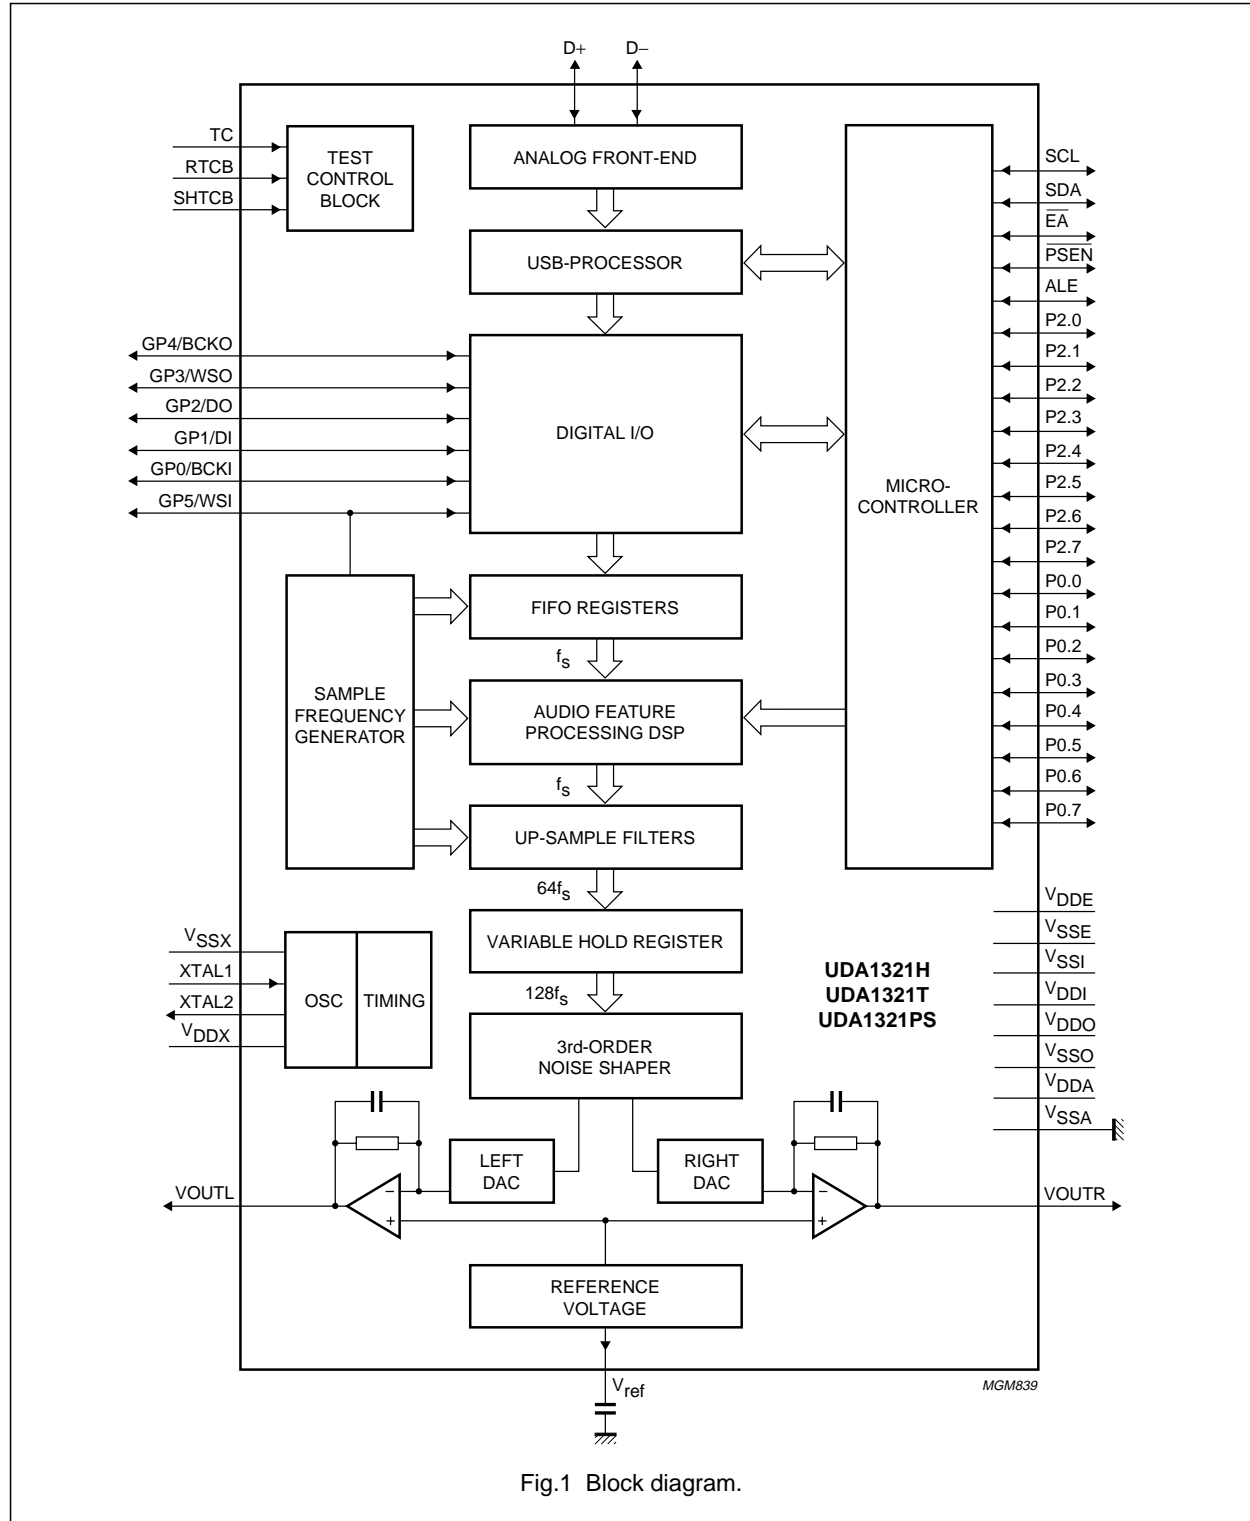 D+ D−
TC
RTCB
SHTCB
TEST
CONTROL
BLOCK
ANALOG FRONT-END
USB-PROCESSOR
GP4/BCKO
GP3/WSO
GP2/DO
GP1/DI
GP0/BCKI
GP5/WSI
DIGITAL I/O
MICRO-
CONTROLLER
SCL
SDA
EA
PSEN
ALE
P2.0
P2.1
P2.2
P2.3
P2.4
P2.5
P2.6
P2.7
P0.0
P0.1
P0.2
P0.3
P0.4
P0.5
P0.6
P0.7
FIFO REGISTERS
fs
SAMPLE
FREQUENCY
GENERATOR
AUDIO FEATURE
PROCESSING DSP
fs
UP-SAMPLE FILTERS
64fs
VARIABLE HOLD REGISTER
128fs
3rd-ORDER
NOISE SHAPER
VSSX
XTAL1
XTAL2
VDDX
OSC TIMING
UDA1321H
UDA1321T
UDA1321PS
VDDE
VSSE
VSSI
VDDI
VDDO
VSSO
VDDA
VSSA
LEFT
DAC
RIGHT
DAC
− +
− +
VOUTL
VOUTR
REFERENCE
VOLTAGE
Vref
MGM839
Fig.1 Block diagram.